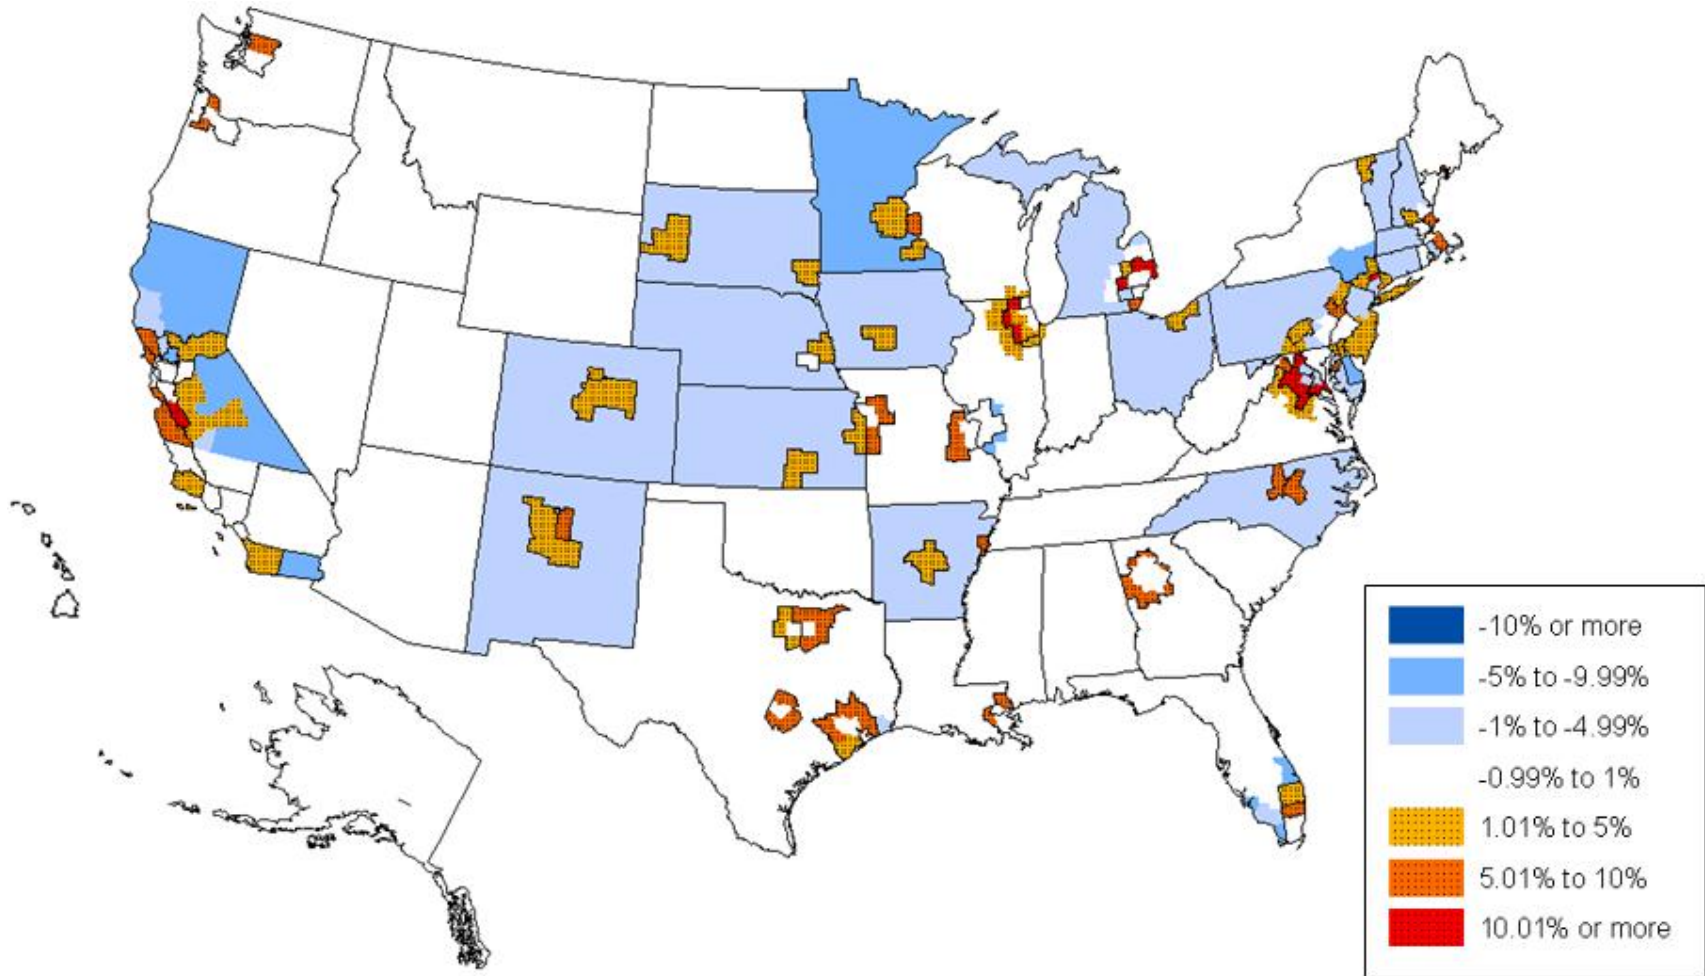 -10% or more
-5% to -9.99%
-1% to -4.99%
-0.99% to 1%
1.01% to 5%
5.01% to 10%
10.01% or more